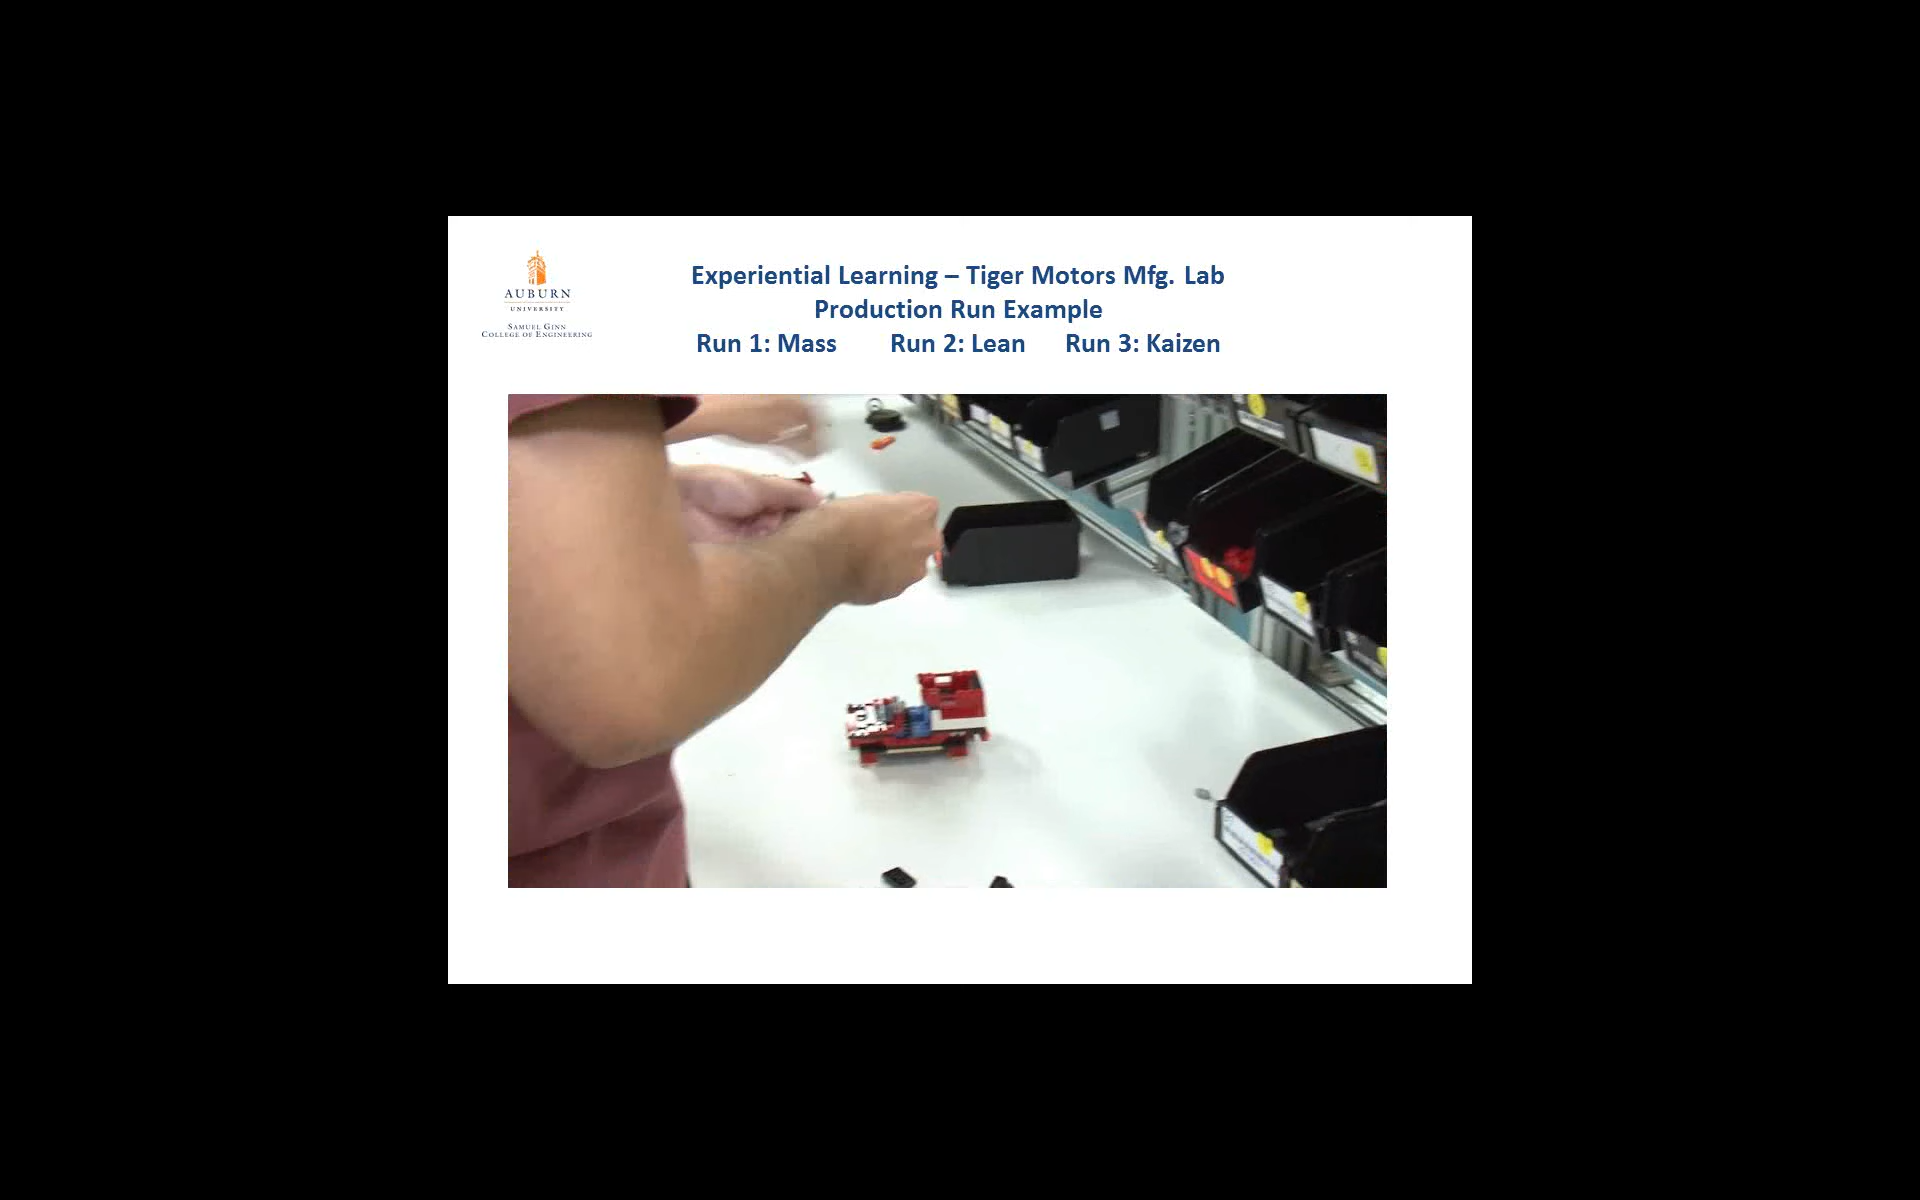 AUBURN
UNIVERSITY
SAMUEL GINN
COLLEGE OF ENGINEERING
Experiential Learning – Tiger Motors Mfg. Lab
Production Run Example
Run 1: Mass Run 2: Lean Run 3: Kaizen